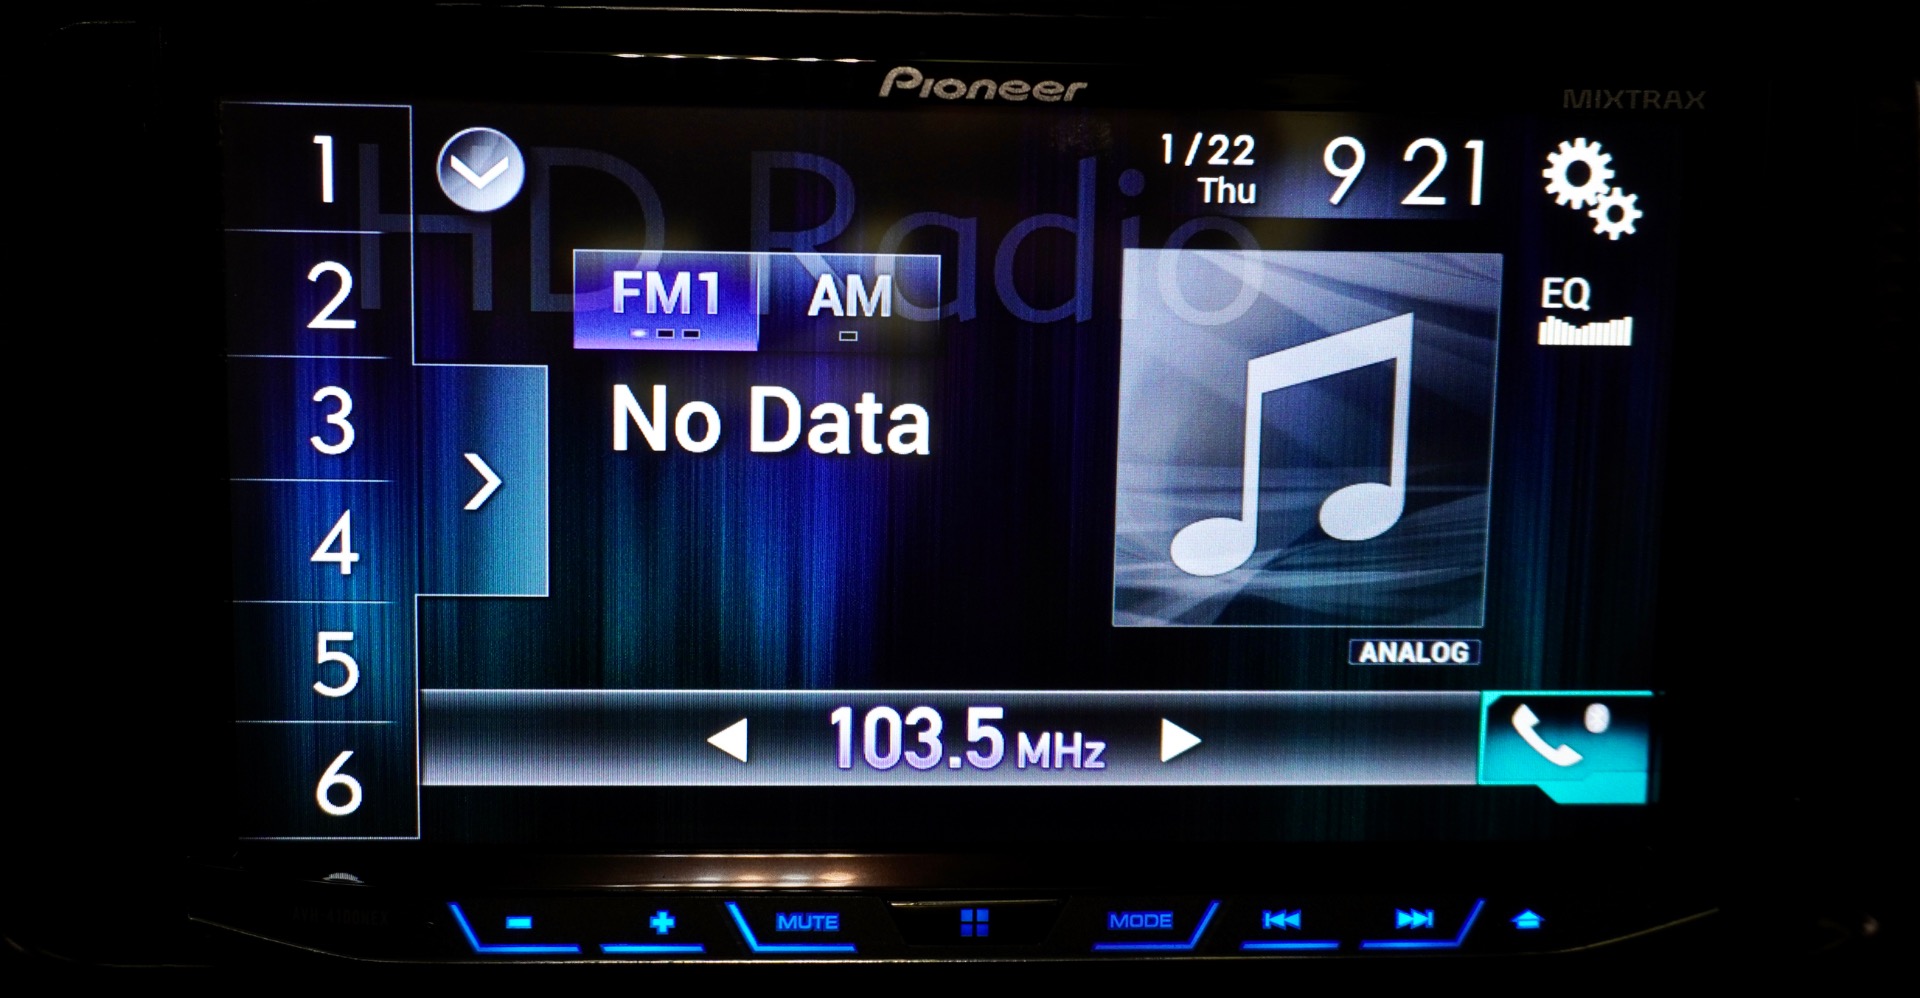 Pioneer
MIXTRAX
HD Radio
1
2
3
4
5
6
1/22
Thu
9 21
FM1
AM
EQ
No Data
ANALOG
103.5 MHz
MUTE
MODE